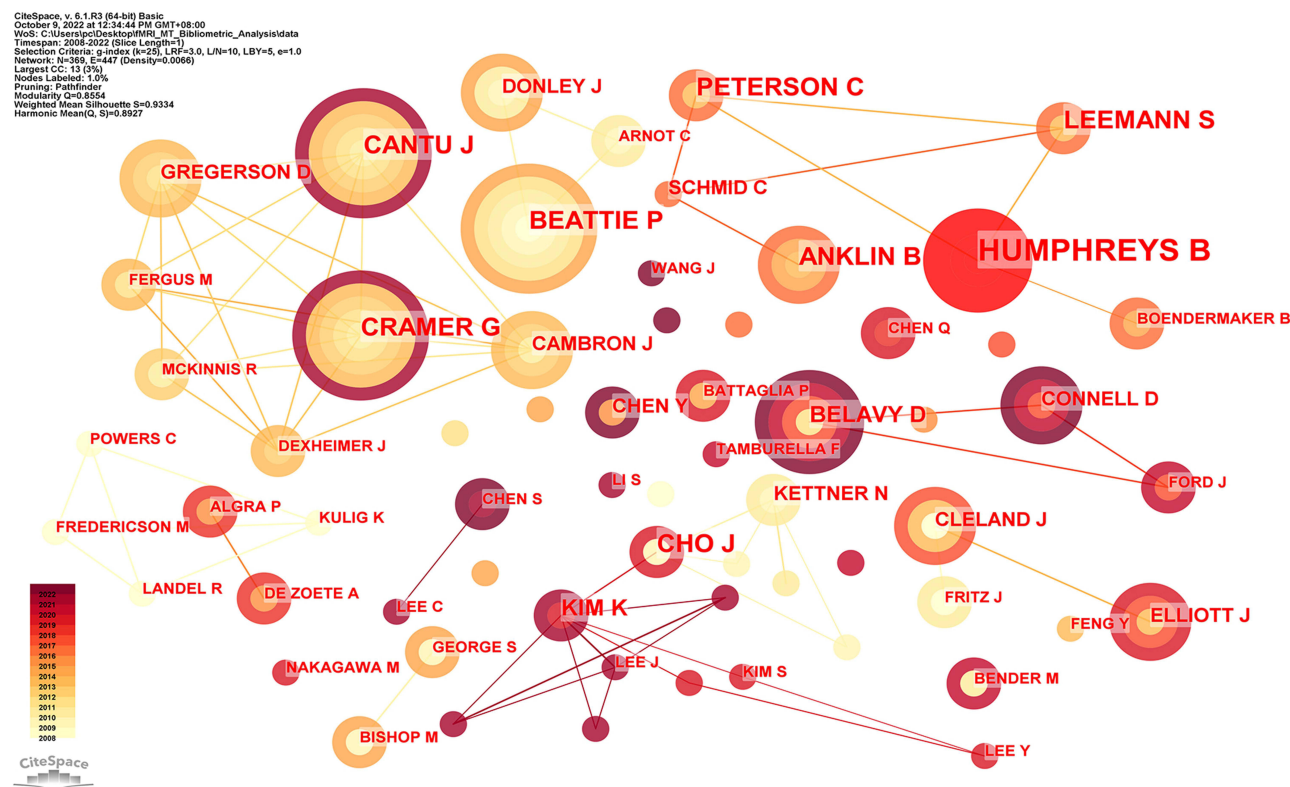 CiteSpace, v. 6.1.R3 (64-bit) Basic
October 9, 2022 at 12:34:44 PM GMT+08:00
WoS: C:\Users\pc\Desktop\fMRI_MT_Bibliometric_Analysis\data
Timespan: 2008-2022 (Slice Length=1)
Selection Criteria: g-index (k=25), LRF=3.0, L/N=10, LBY=5, e=1.0
Network: N=369, E=447 (Density=0.0066)
Largest CC: 13 (3%)
Nodes Labeled: 1.0%
Pruning: Pathfinder
Modularity Q=0.8554
Weighted Mean Silhouette S=0.9334
Harmonic Mean(Q, S)=0.8927
DONLEY J
PETERSON C
LEEMANN S
ARNOT C
CANTU J
GREGERSON D
SCHMID C
BEATTIE P
HUMPHREYS B
ANKLIN B
WANG J
FERGUS M
CRAMER G
BOENDERMAKER B
CHEN Q
CAMBRON J
MCKINNIS R
BATTAGLIA P
CONNELL D
CHEN Y
BELAVY D
POWERS C
DEXHEIMER J
TAMBURELLA F
LI S
FORD J
KETTNER N
CHEN S
ALGRA P
KULIG K
CLELAND J
FREDERICSON M
CHO J
LANDEL R
DE ZOETE A
FRITZ J
LEE C
KIM K
ELLIOTT J
FENG Y
GEORGE S
LEE J
NAKAGAWA M
KIM S
BENDER M
BISHOP M
LEE Y
2022
2021
2020
2019
2018
2017
2016
2015
2014
2013
2012
2011
2010
2009
2008
CiteSpace